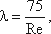 λ = 75/Re,